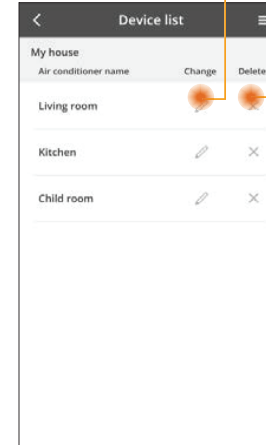 Device list
My house
Air conditioner name Change Delete
Living room
Kitchen
Child room